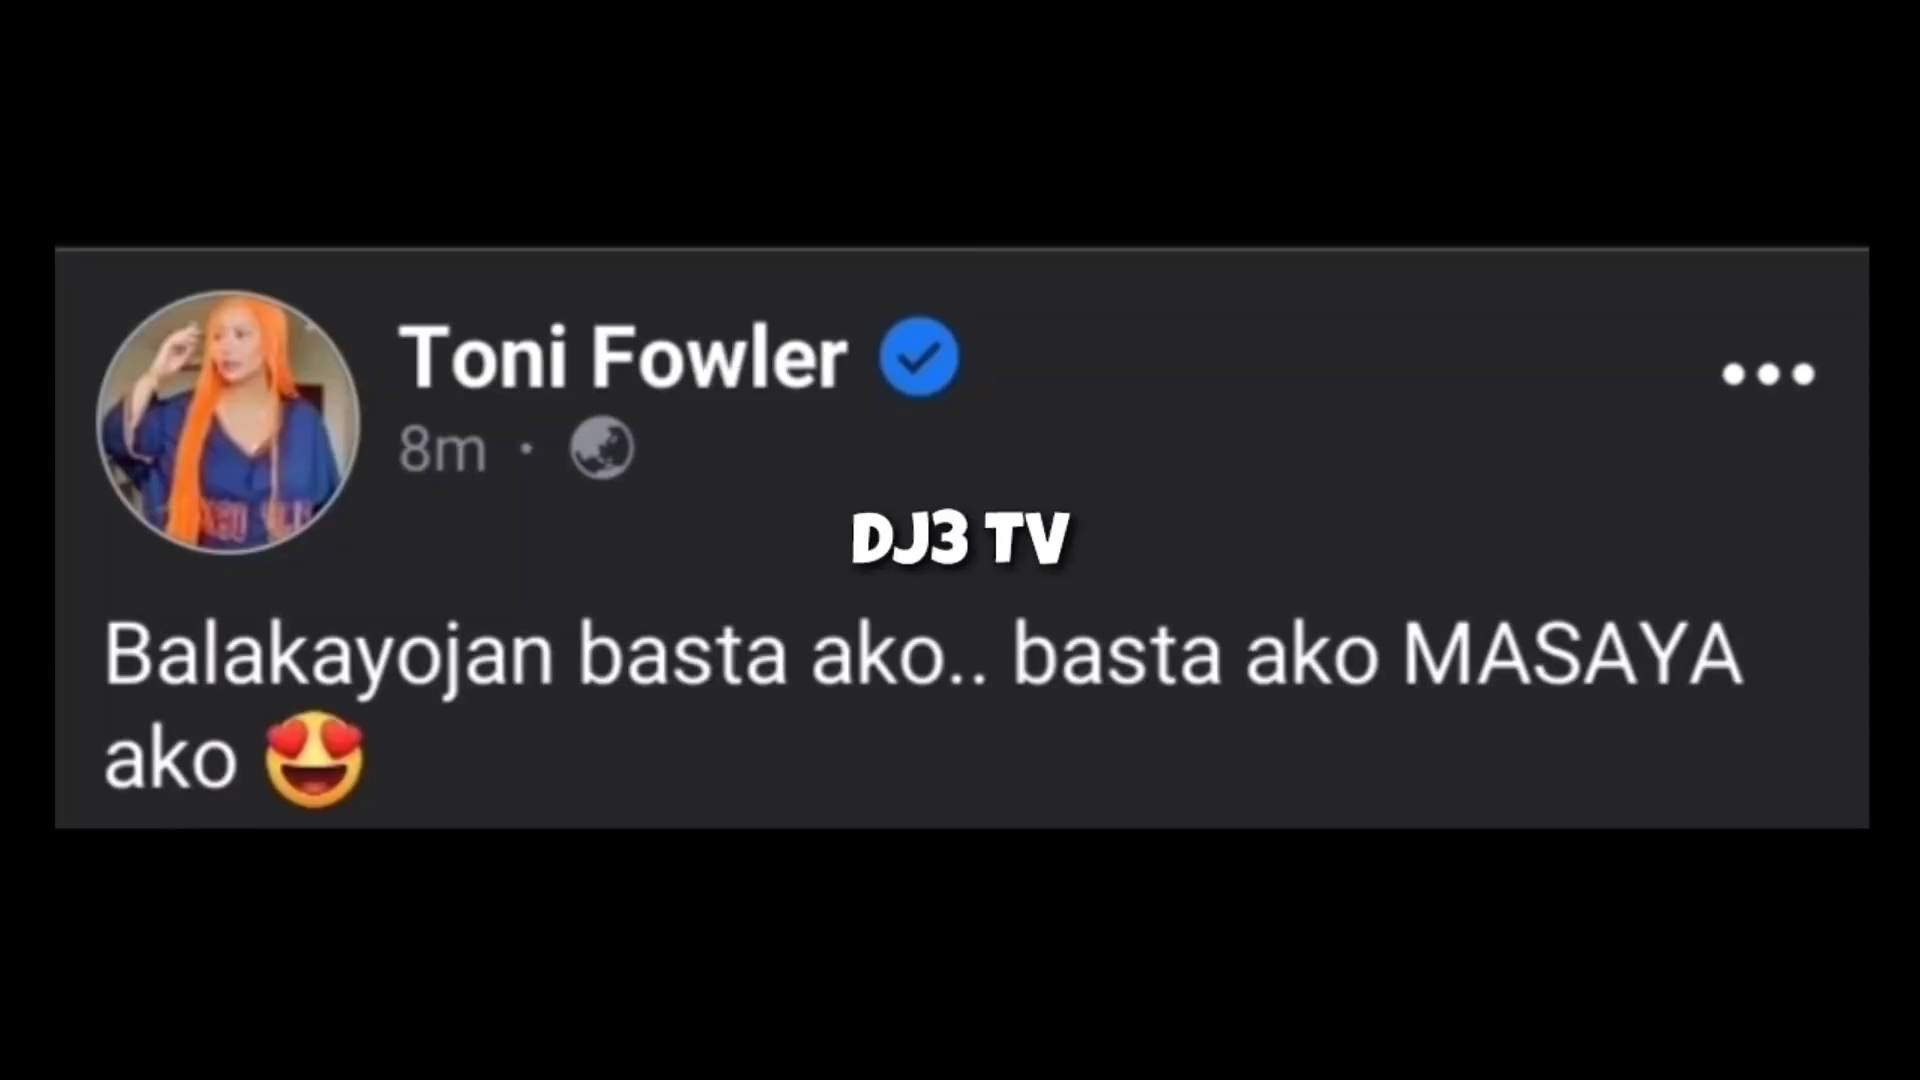 Toni Fowler
8m ·
DJ3 TV
Balakayojan basta ako.. basta ako MASAYA
ako 😍